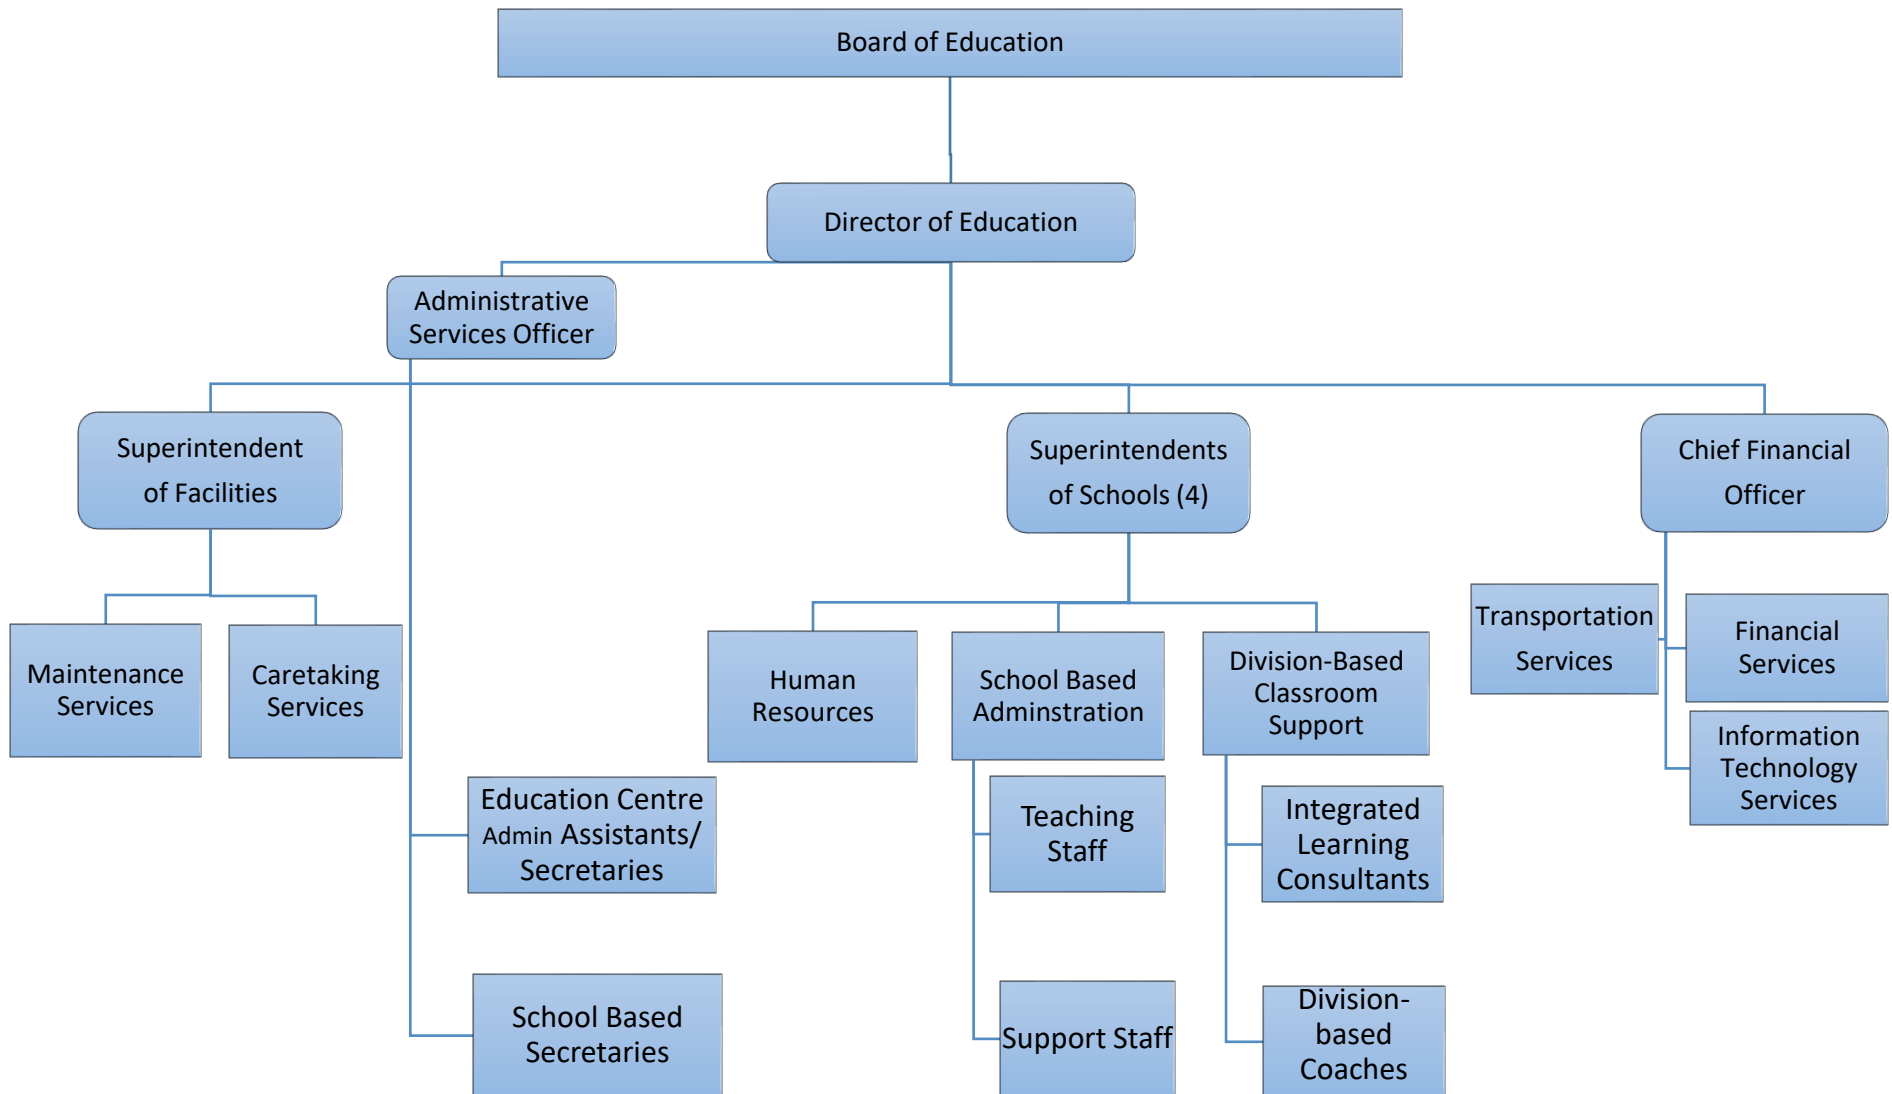 Board of Education
Director of Education
Administrative
Services Officer
Superintendent
of Facilities
Superintendents
of Schools (4)
Chief Financial
Officer
Maintenance
Services
Caretaking
Services
Human
Resources
School Based
Adminstration
Division-Based
Classroom
Support
Transportation
Services
Financial
Services
Information
Technology
Services
Education Centre
Admin Assistants/
Secretaries
Teaching
Staff
Integrated
Learning
Consultants
School Based
Secretaries
Support Staff
Division-
based
Coaches